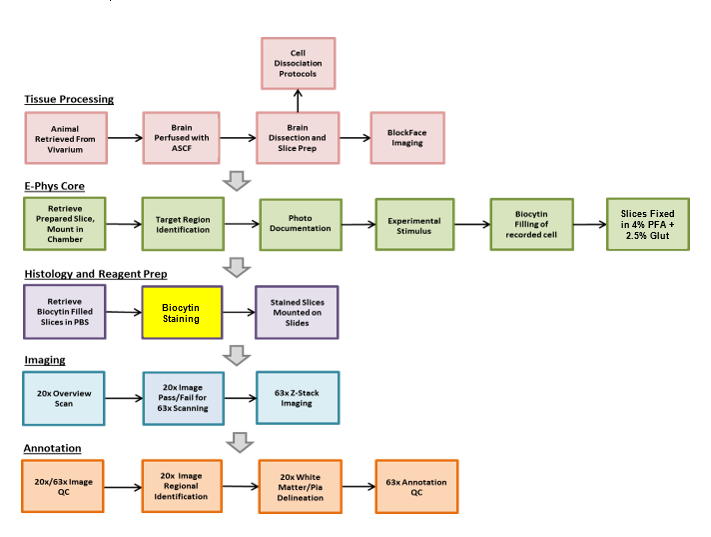 Cell
Dissociation
Protocols
Tissue Processing
Animal
Retrieved From
Vivarium
Brain
Perfused with
ASCF
Brain
Dissection and
Slice Prep
BlockFace
Imaging
E-Phys Core
Retrieve
Prepared Slice,
Mount in
Chamber
Target Region
Identification
Photo
Documentation
Experimental
Stimulus
Biocytin
Filling of
recorded cell
Slices Fixed
in 4% PFA +
2.5% Glut
Histology and Reagent Prep
Retrieve
Biocytin Filled
Slices in PBS
Biocytin
Staining
Stained Slices
Mounted on
Slides
Imaging
20x Overview
Scan
20x Image
Pass/Fail for
63x Scanning
63x Z-Stack
Imaging
Annotation
20x/63x Image
QC
20x Image
Regional
Identification
20x White
Matter/Pia
Delineation
63x Annotation
QC